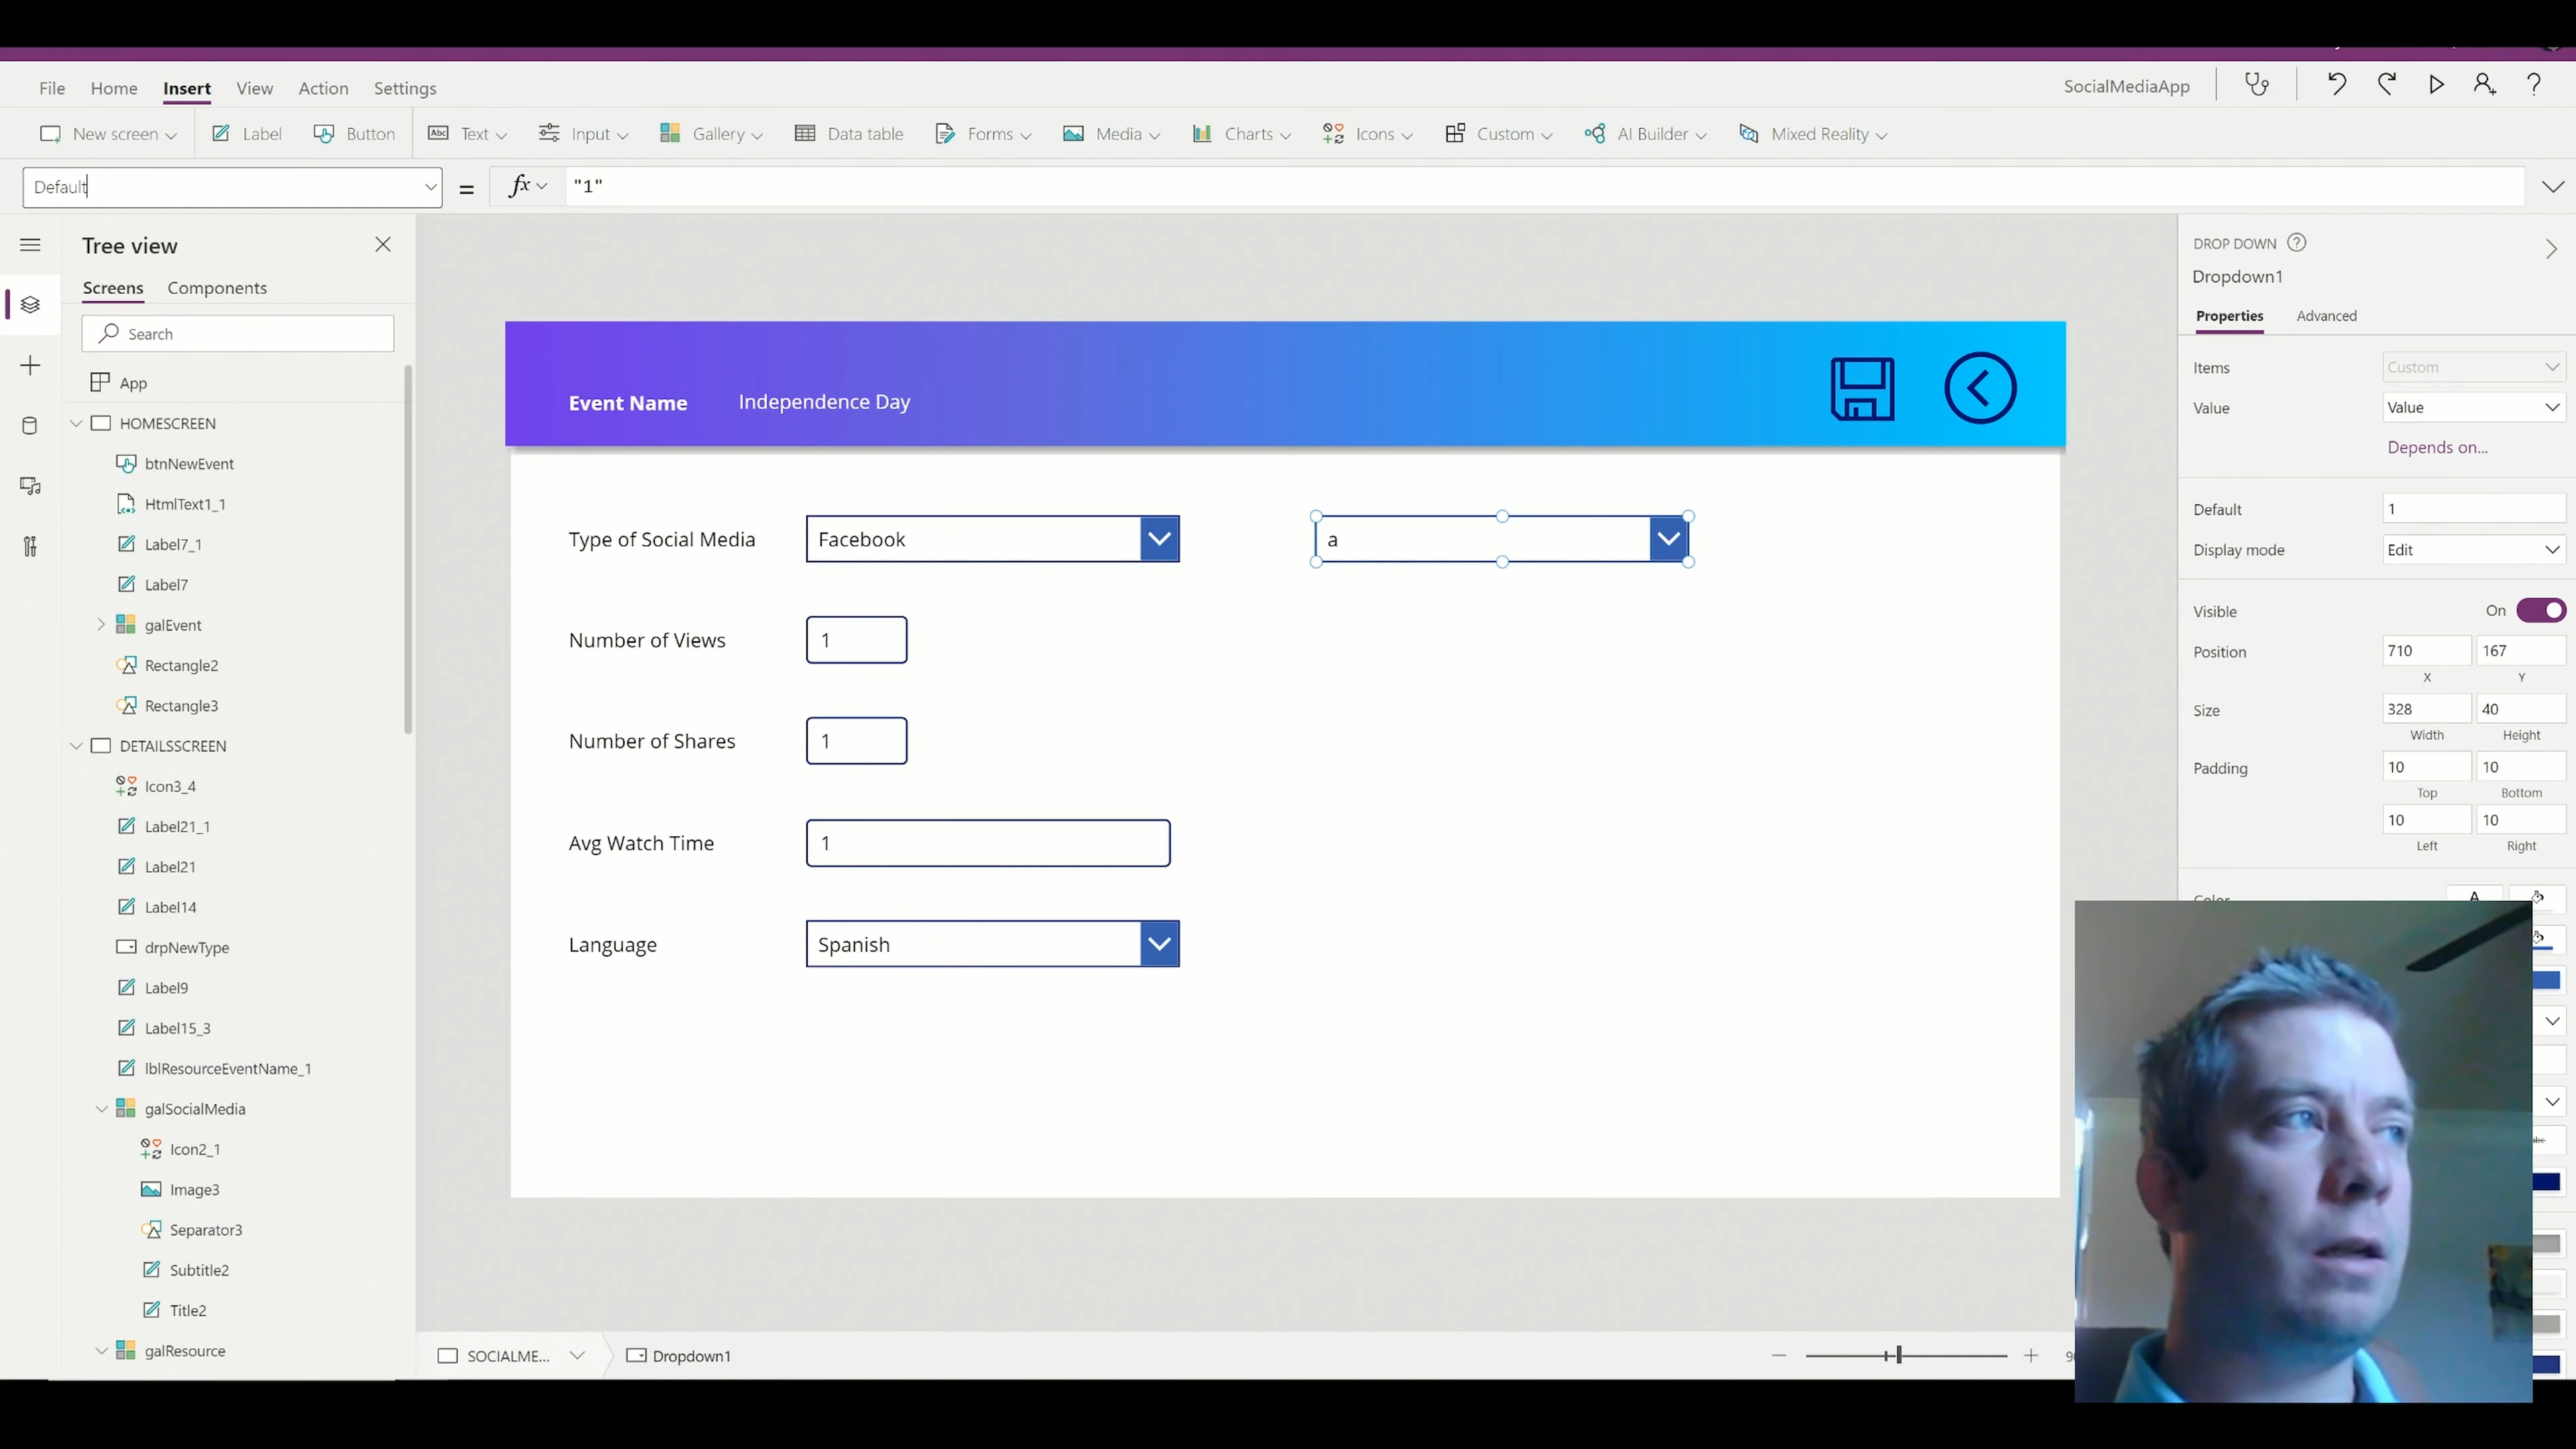 File Home Insert View Action Settings SocialMediaApp
New screen Label Button Text Input Gallery Data table Forms Media Charts Icons Custom AI Builder Mixed Reality
Default = fx "1"
Tree view
Screens Components
Search
App
HOMESCREEN
btnNewEvent
HtmlText1_1
Label7_1
Label7
galEvent
Rectangle2
Rectangle3
DETAILSSCREEN
Icon3_4
Label21_1
Label21
Label14
drpNewType
Label9
Label15_3
lblResourceEventName_1
galSocialMedia
Icon2_1
Image3
Separator3
Subtitle2
Title2
galResource
Event Name Independence Day
Type of Social Media Facebook a
Number of Views 1
Number of Shares 1
Avg Watch Time 1
Language Spanish
SOCIALME... Dropdown1
DROP DOWN
Dropdown1
Properties Advanced
Items Custom
Value Value
Depends on...
Default 1
Display mode Edit
Visible On
Position 710 167
X Y
Size 328 40
Width Height
Padding 10 10
Top Bottom
10 10
Left Right